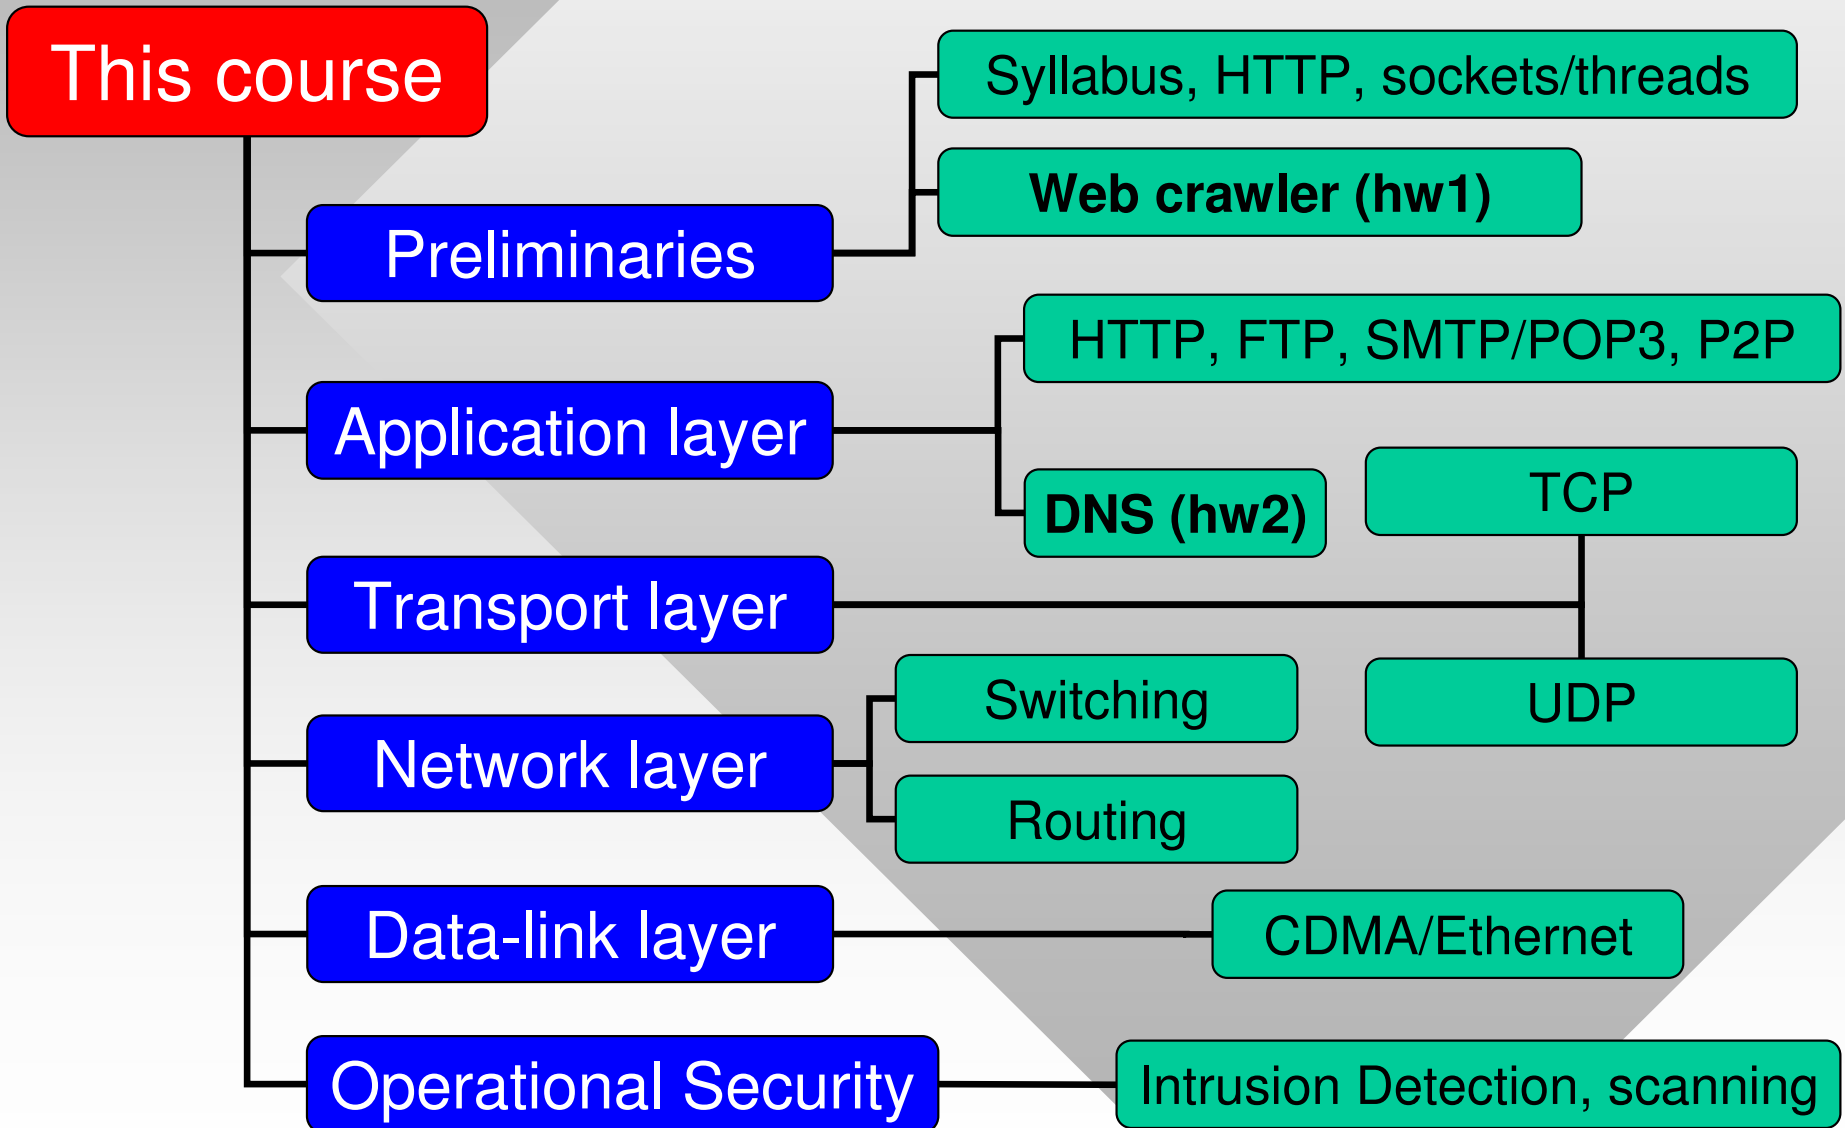 This course
Preliminaries
Syllabus, HTTP, sockets/threads
Web crawler (hw1)
Application layer
HTTP, FTP, SMTP/POP3, P2P
DNS (hw2)
Transport layer
TCP
UDP
Network layer
Switching
Routing
Data-link layer
CDMA/Ethernet
Operational Security
Intrusion Detection, scanning